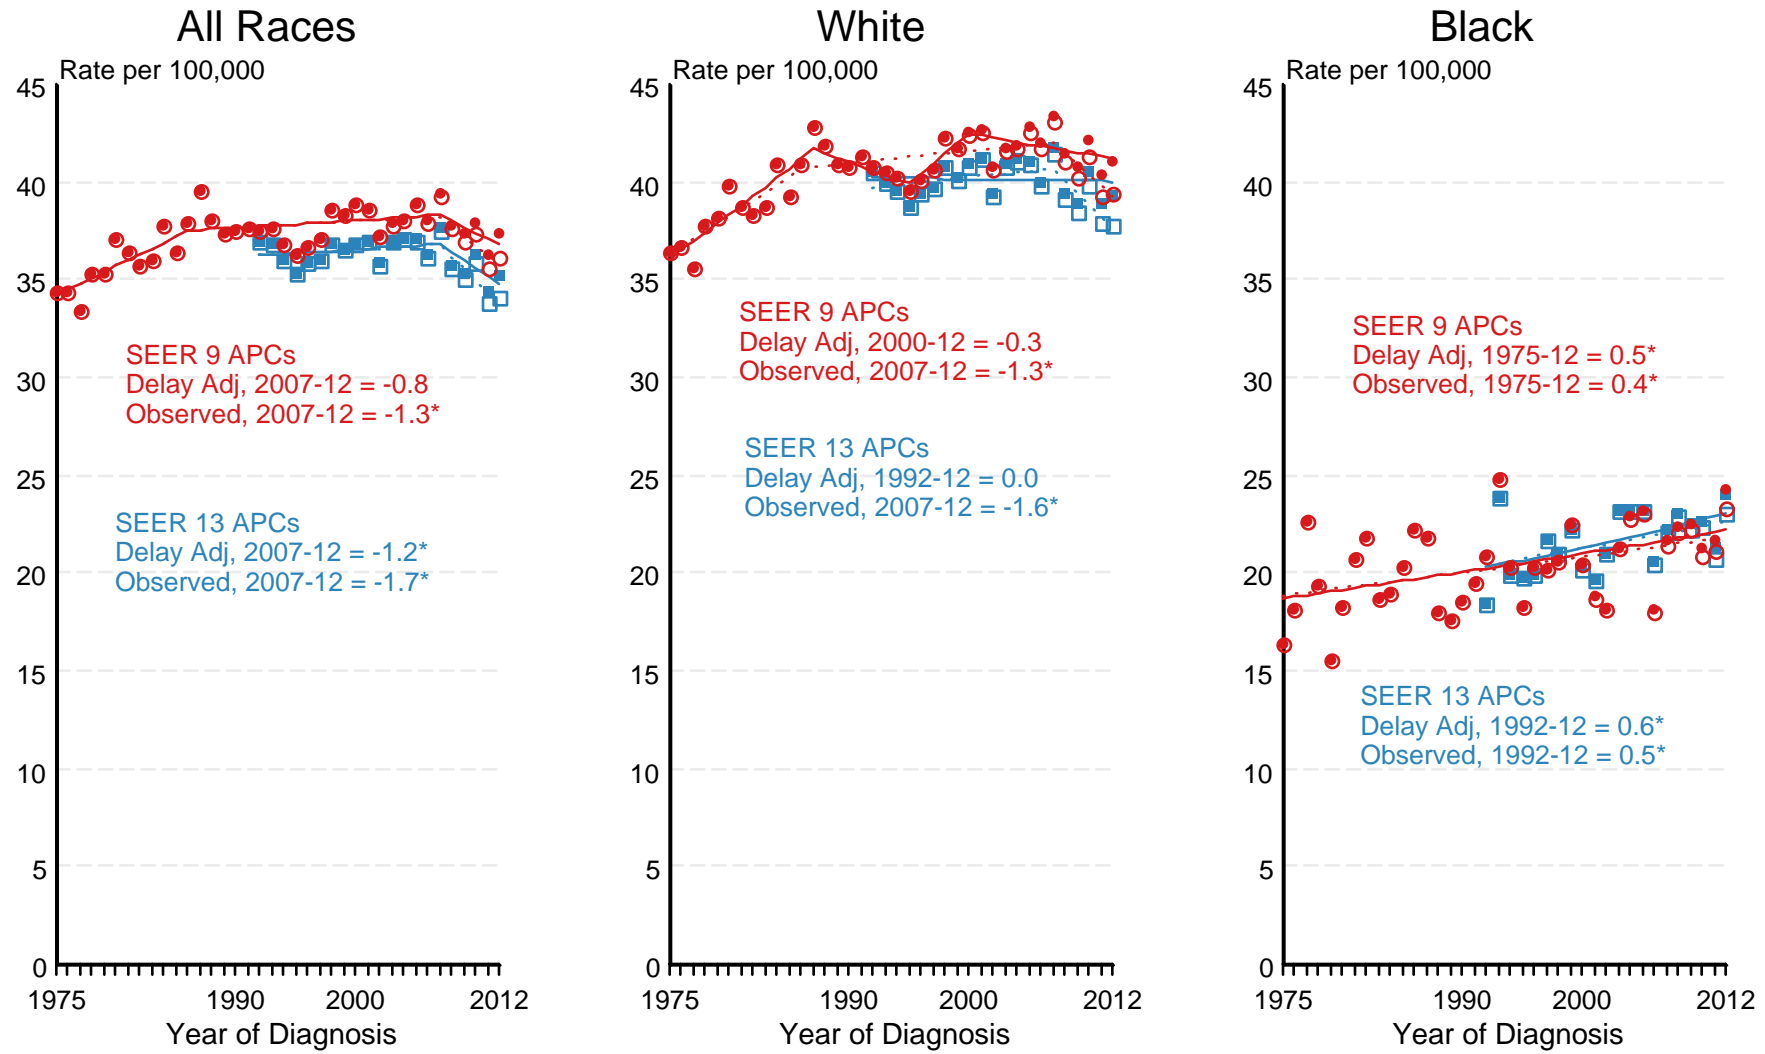 All Races
Rate per 100,000
45
40
35
30
25
20
15
10
5
0
SEER 9 APCs
Delay Adj, 2007-12 = -0.8
Observed, 2007-12 = -1.3*
SEER 13 APCs
Delay Adj, 2007-12 = -1.2*
Observed, 2007-12 = -1.7*
1975 1990 2000 2012
Year of Diagnosis
White
Rate per 100,000
45
40
35
30
25
20
15
10
5
0
SEER 9 APCs
Delay Adj, 2000-12 = -0.3
Observed, 2007-12 = -1.3*
SEER 13 APCs
Delay Adj, 1992-12 = 0.0
Observed, 2007-12 = -1.6*
1975 1990 2000 2012
Year of Diagnosis
Black
Rate per 100,000
45
40
35
30
25
20
15
10
5
0
SEER 9 APCs
Delay Adj, 1975-12 = 0.5*
Observed, 1975-12 = 0.4*
SEER 13 APCs
Delay Adj, 1992-12 = 0.6*
Observed, 1992-12 = 0.5*
1975 1990 2000 2012
Year of Diagnosis